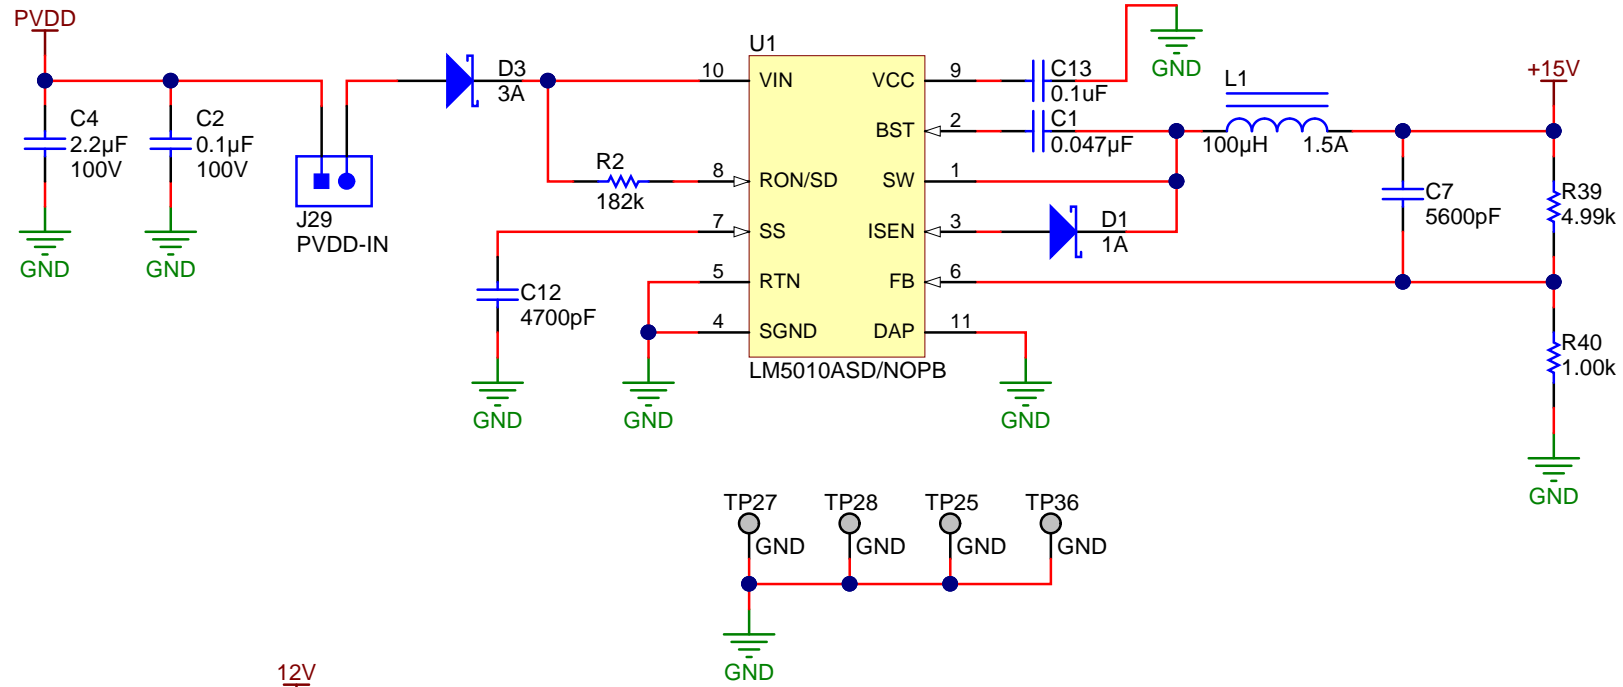 PVDD
C4
2.2µF
100V
GND
C2
0.1µF
100V
GND
J29
PVDD-IN
D3
3A
R2
182k
C12
4700pF
GND
GND
U1
10 VIN VCC 9
BST 2
8 RON/SD SW 1
7 SS ISEN 3
5 RTN FB 6
4 SGND DAP 11
LM5010ASD/NOPB
C13
0.1uF
GND
C1
0.047µF
D1
1A
GND
L1
100µH 1.5A
C7
5600pF
+15V
R39
4.99k
R40
1.00k
GND
TP27 TP28 TP25 TP36
GND GND GND GND
GND
12V